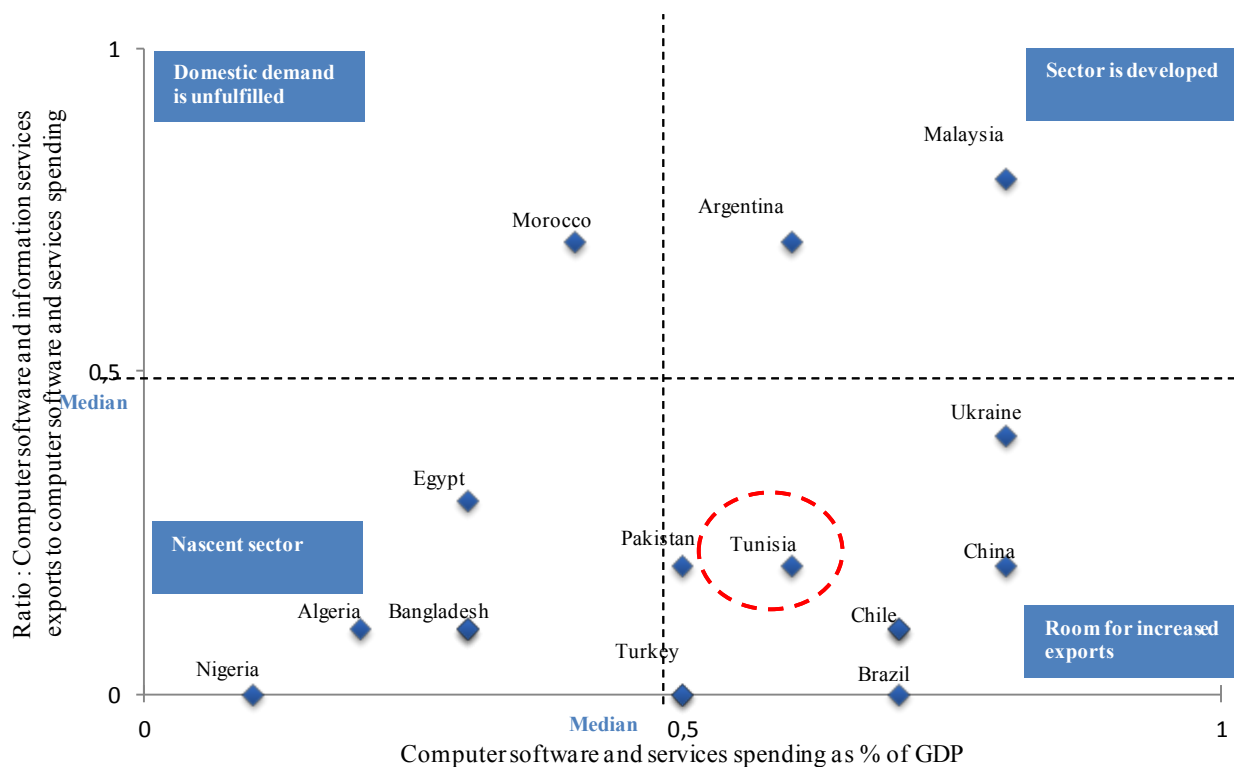 1
Domestic demand
is unfulfilled
Sector is developed
Malaysia
Morocco
Argentina
Ratio : Computer software and information services
exports to computer software and services spending
0,5
Median
Ukraine
Egypt
Nascent sector
Pakistan
Tunisia
China
Algeria
Bangladesh
Chile
Room for increased
exports
Turkey
Nigeria
Brazil
0
0
Median
0,5
1
Computer software and services spending as % of GDP